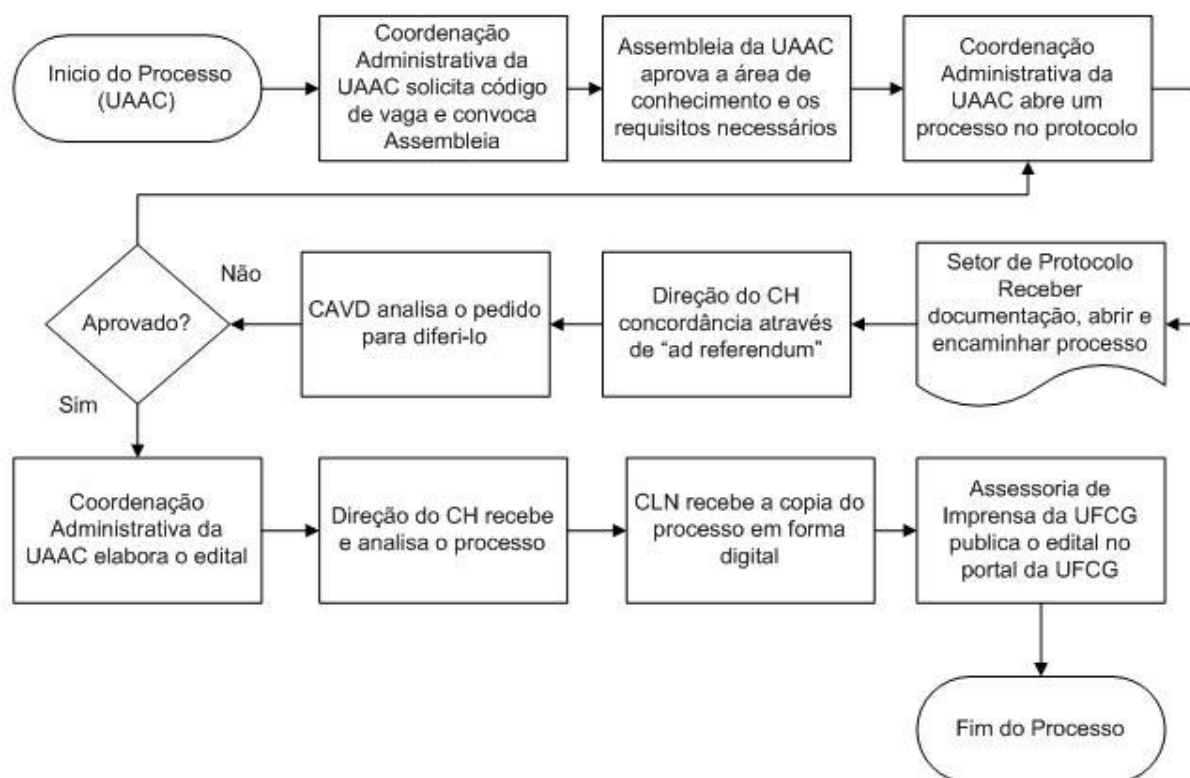 Inicio do Processo
(UAAC)
Coordenação
Administrativa da
UAAC solicita código
de vaga e convoca
Assembleia
Assembleia da UAAC
aprova a área de
conhecimento e os
requisitos necessários
Coordenação
Administrativa da
UAAC abre um
processo no protocolo
Setor de Protocolo
Receber
documentação, abrir e
encaminhar processo
Direção do CH
concordância através
de “ad referendum”
CAVD analisa o pedido
para diferi-lo
Não
Aprovado?
Sim
Coordenação
Administrativa da
UAAC elabora o edital
Direção do CH recebe
e analisa o processo
CLN recebe a copia do
processo em forma
digital
Assessoria de
Imprensa da UFCG
publica o edital no
portal da UFCG
Fim do Processo